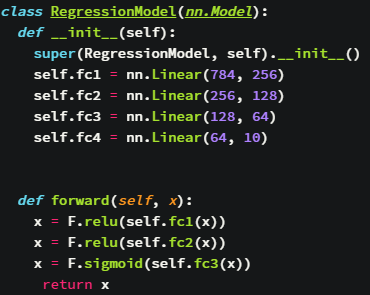 class RegressionModel(nn.Model):
  def __init__(self):
    super(RegressionModel, self).__init__()
    self.fc1 = nn.Linear(784, 256)
    self.fc2 = nn.Linear(256, 128)
    self.fc3 = nn.Linear(128, 64)
    self.fc4 = nn.Linear(64, 10)
  def forward(self, x):
    x = F.relu(self.fc1(x))
    x = F.relu(self.fc2(x))
    x = F.sigmoid(self.fc3(x))
     return x